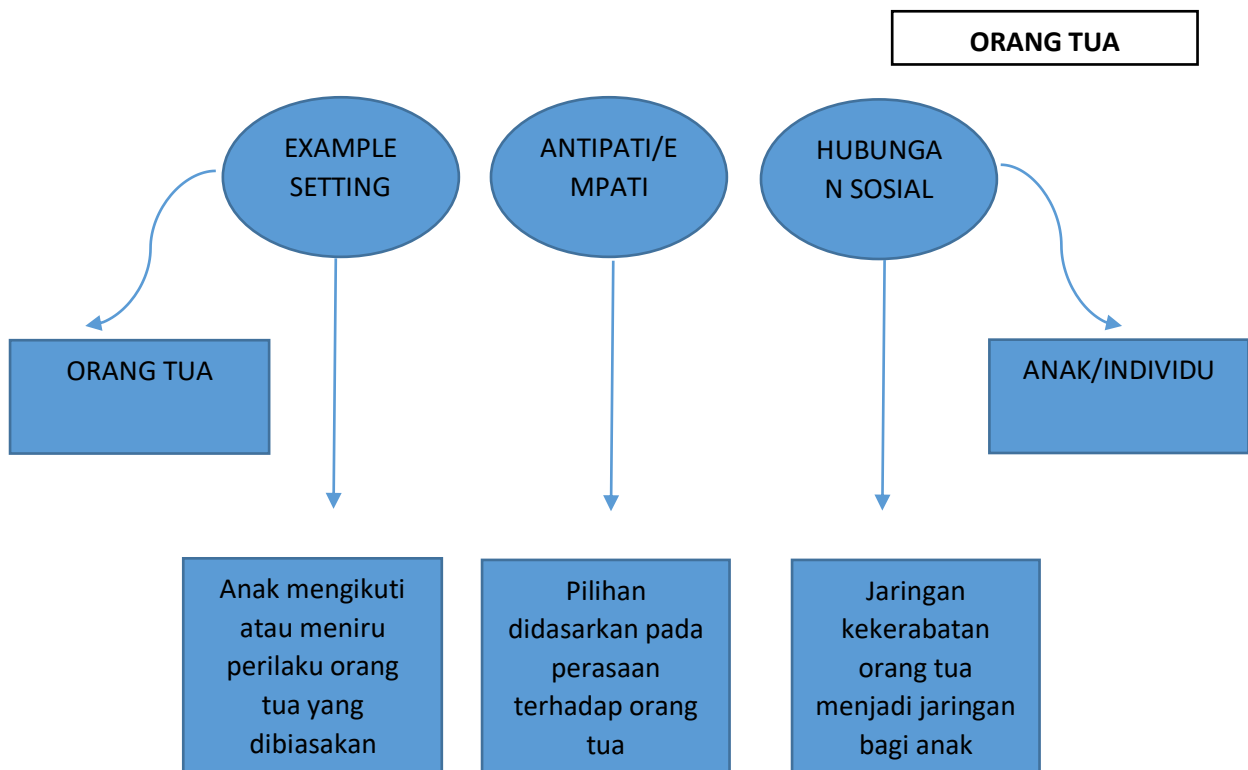 ORANG TUA
EXAMPLE
SETTING
ANTIPATI/E
MPATI
HUBUNGA
N SOSIAL
ORANG TUA
ANAK/INDIVIDU
Anak mengikuti
atau meniru
perilaku orang
tua yang
dibiasakan
Pilihan
didasarkan pada
perasaan
terhadap orang
tua
Jaringan
kekerabatan
orang tua
menjadi jaringan
bagi anak